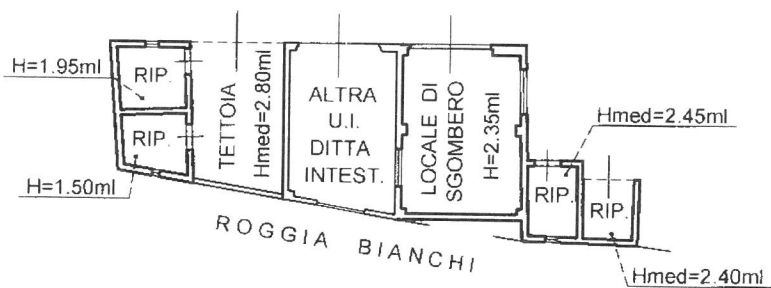 H=1.95ml
RIP.
RIP.
H=1.50ml
TETTOIA
Hmed=2.80ml
ALTRA
U.I.
DITTA
INTEST.
LOCALE DI
SGOMBERO
H=2.35ml
Hmed=2.45ml
RIP.
RIP.
Hmed=2.40ml
ROGGIA BIANCHI